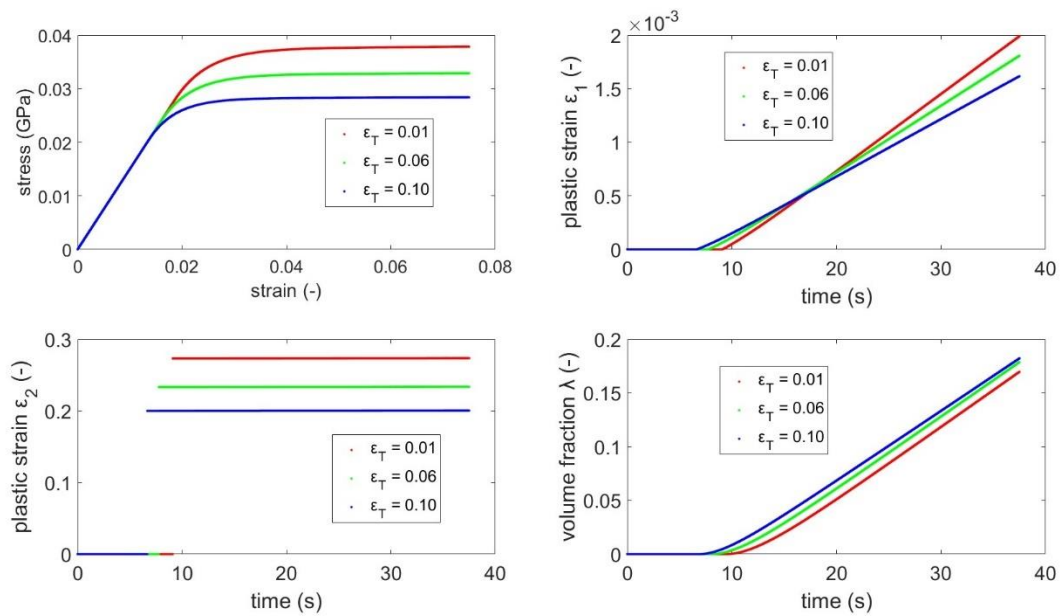 0.04
0.03
0.02
0.01
0
stress (GPa)
ε_T = 0.01
ε_T = 0.06
ε_T = 0.10
0 0.02 0.04 0.06 0.08
strain (-)
×10⁻³
2
1.5
1
0.5
0
plastic strain ε₁ (-)
ε_T = 0.01
ε_T = 0.06
ε_T = 0.10
0 10 20 30 40
time (s)
0.3
0.2
0.1
0
plastic strain ε₂ (-)
ε_T = 0.01
ε_T = 0.06
ε_T = 0.10
0 10 20 30 40
time (s)
0.2
0.15
0.1
0.05
0
volume fraction λ (-)
ε_T = 0.01
ε_T = 0.06
ε_T = 0.10
0 10 20 30 40
time (s)